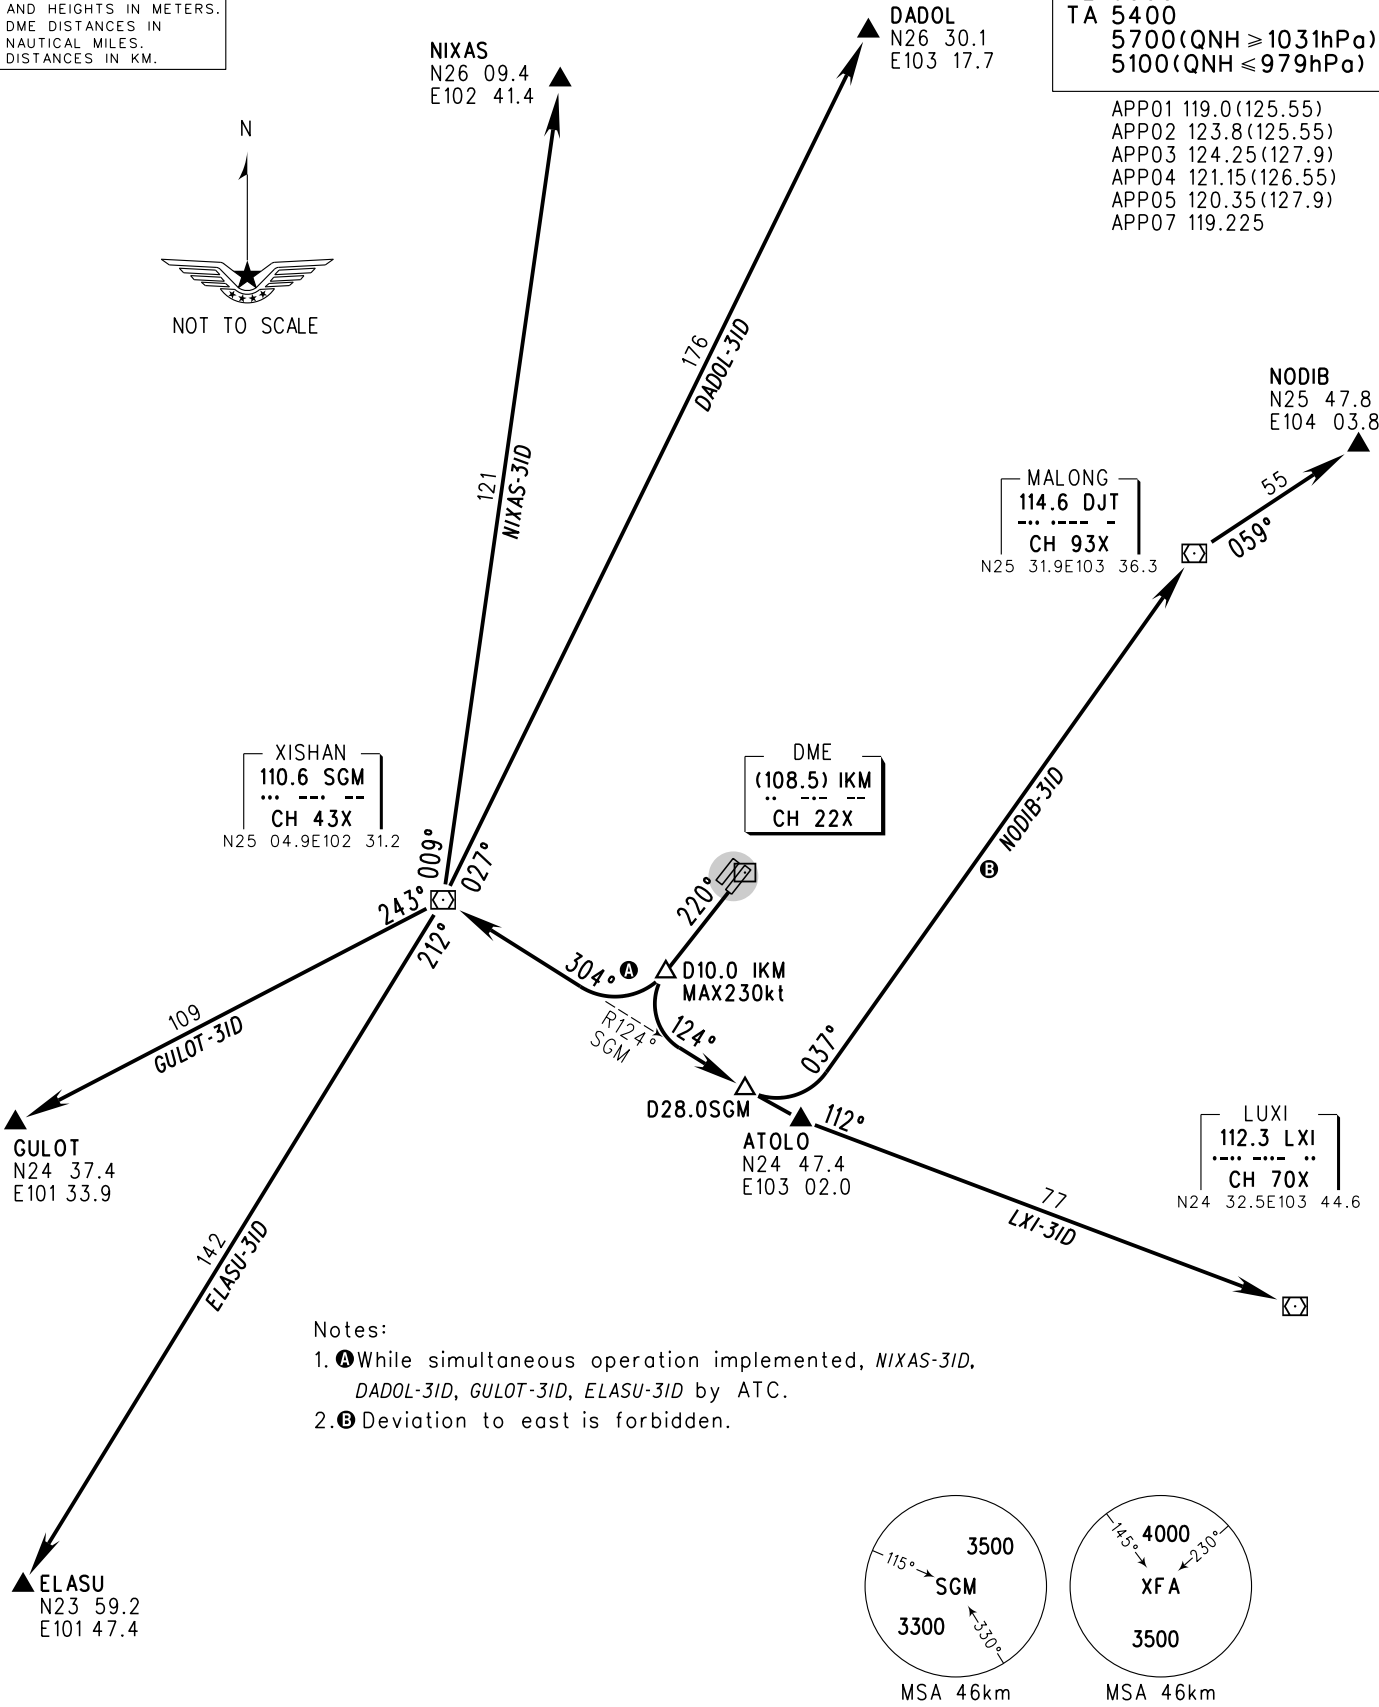 AND HEIGHTS IN METERS.
DME DISTANCES IN
NAUTICAL MILES.
DISTANCES IN KM.
TA 5400
5700(QNH ≥ 1031hPa)
5100(QNH ≤ 979hPa)
APP01 119.0(125.55)
APP02 123.8(125.55)
APP03 124.25(127.9)
APP04 121.15(126.55)
APP05 120.35(127.9)
APP07 119.225
DADOL
N26 30.1
E103 17.7
NIXAS
N26 09.4
E102 41.4
N
NOT TO SCALE
176
DADOL-3ID
121
NIXAS-3ID
NODIB
N25 47.8
E104 03.8
55
059°
MALONG
114.6 DJT
CH 93X
N25 31.9E103 36.3
NODIB-3ID
B
037°
XISHAN
110.6 SGM
CH 43X
N25 04.9E102 31.2
DME
(108.5) IKM
CH 22X
009°
027°
243°
212°
220°
304°
A
D10.0 IKM
MAX230kt
R124°
SGM
124°
D28.0SGM
ATOLO
N24 47.4
E103 02.0
112°
77
LXI-3ID
LUXI
112.3 LXI
CH 70X
N24 32.5E103 44.6
109
GULOT-3ID
GULOT
N24 37.4
E101 33.9
142
ELASU-3ID
ELASU
N23 59.2
E101 47.4
Notes:
1. A While simultaneous operation implemented, NIXAS-3ID,
DADOL-3ID, GULOT-3ID, ELASU-3ID by ATC.
2. B Deviation to east is forbidden.
3500
115°
SGM
3300
330°
MSA 46km
4000
145°
230°
XFA
3500
MSA 46km